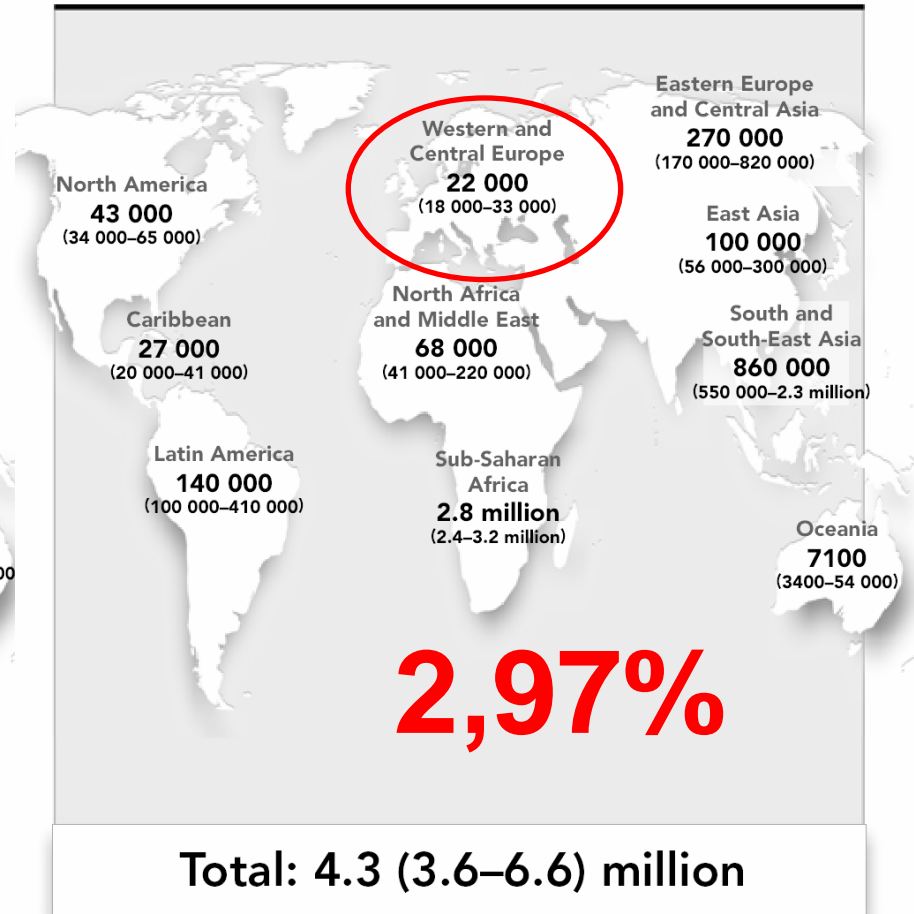 Eastern Europe
and Central Asia
270 000
(170 000–820 000)
Western and
Central Europe
22 000
(18 000–33 000)
North America
43 000
(34 000–65 000)
East Asia
100 000
(56 000–300 000)
North Africa
and Middle East
68 000
(41 000–220 000)
Caribbean
27 000
(20 000–41 000)
South and
South-East Asia
860 000
(550 000–2.3 million)
Latin America
140 000
(100 000–410 000)
Sub-Saharan
Africa
2.8 million
(2.4–3.2 million)
Oceania
7100
(3400–54 000)
2,97%
Total: 4.3 (3.6–6.6) million